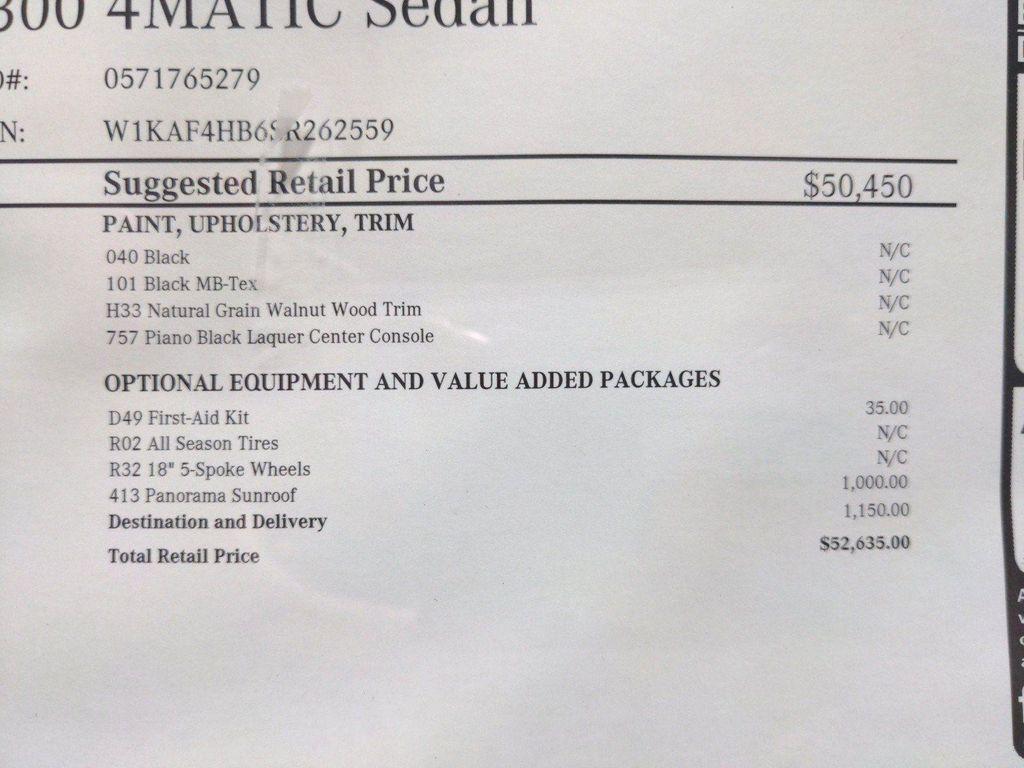 300 4MATIC Sedan
#: 0571765279
N: W1KAF4HB6SR262559
Suggested Retail Price $50,450
PAINT, UPHOLSTERY, TRIM
040 Black N/C
101 Black MB-Tex N/C
H33 Natural Grain Walnut Wood Trim N/C
757 Piano Black Laquer Center Console N/C
OPTIONAL EQUIPMENT AND VALUE ADDED PACKAGES
D49 First-Aid Kit 35.00
R02 All Season Tires N/C
R32 18" 5-Spoke Wheels N/C
413 Panorama Sunroof 1,000.00
Destination and Delivery 1,150.00
Total Retail Price $52,635.00